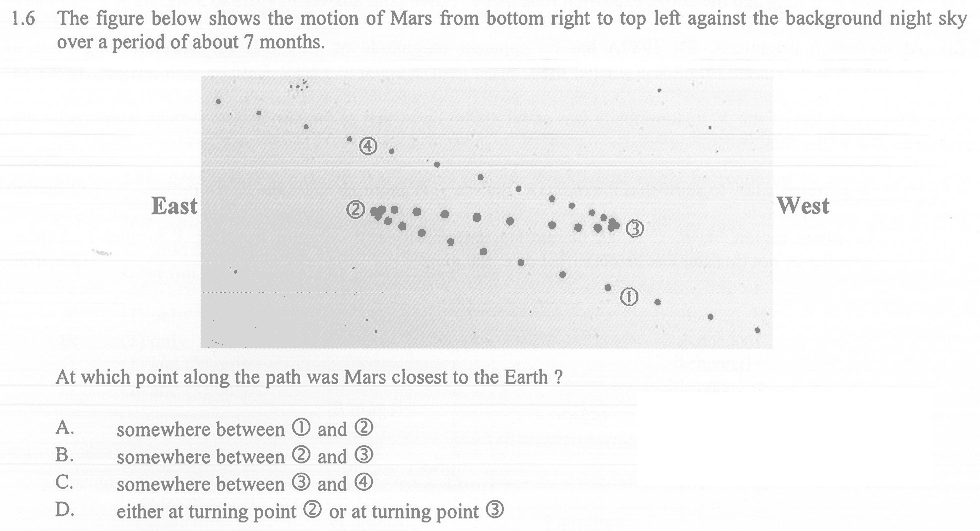 1.6 The figure below shows the motion of Mars from bottom right to top left against the background night sky
over a period of about 7 months.
④
East
②
West
③
①
At which point along the path was Mars closest to the Earth ?
A. somewhere between ① and ②
B. somewhere between ② and ③
C. somewhere between ③ and ④
D. either at turning point ② or at turning point ③